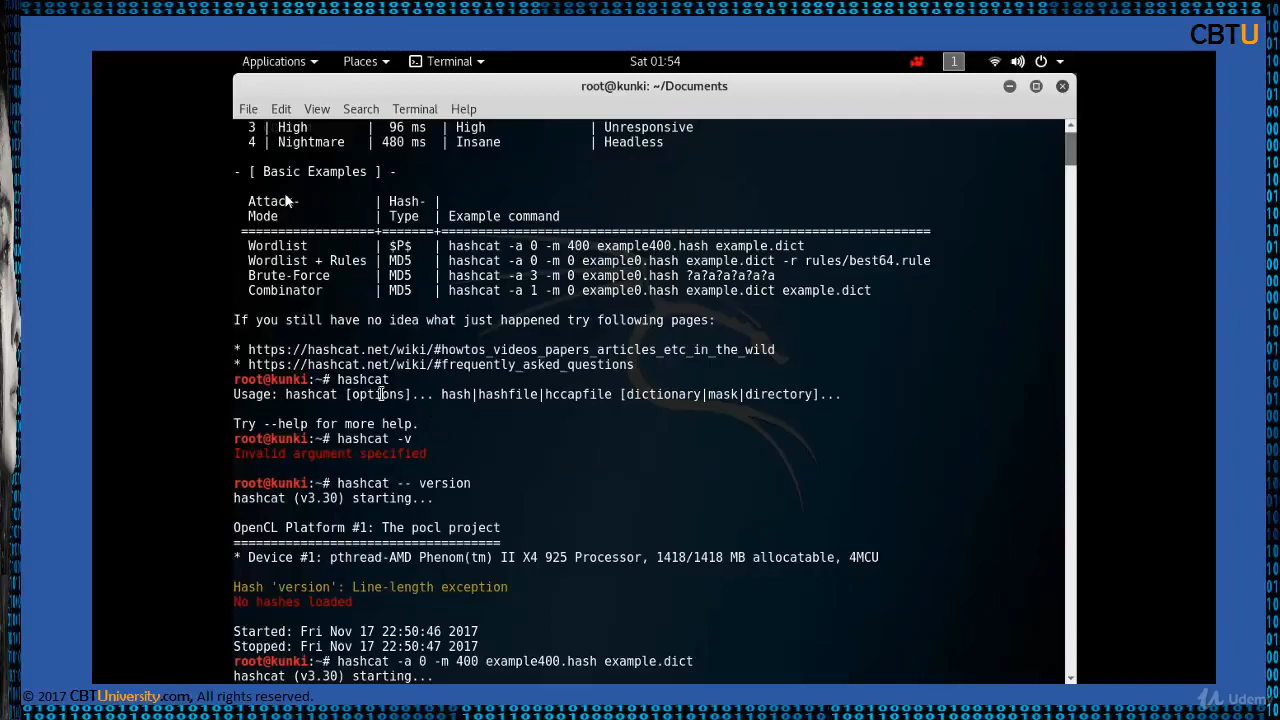 CBTU
Applications Places Terminal Sat 01:54 1
root@kunki: ~/Documents
File Edit View Search Terminal Help
3 | High | 96 ms | High | Unresponsive
4 | Nightmare | 480 ms | Insane | Headless
- [ Basic Examples ] -
Attack- | Hash- |
Mode | Type | Example command
==================+=======+==================================================================
Wordlist | $P$ | hashcat -a 0 -m 400 example400.hash example.dict
Wordlist + Rules | MD5 | hashcat -a 0 -m 0 example0.hash example.dict -r rules/best64.rule
Brute-Force | MD5 | hashcat -a 3 -m 0 example0.hash ?a?a?a?a?a?a
Combinator | MD5 | hashcat -a 1 -m 0 example0.hash example.dict example.dict
If you still have no idea what just happened try following pages:
* https://hashcat.net/wiki/#howtos_videos_papers_articles_etc_in_the_wild
* https://hashcat.net/wiki/#frequently_asked_questions
root@kunki:~# hashcat
Usage: hashcat [options]... hash|hashfile|hccapfile [dictionary|mask|directory]...
Try --help for more help.
root@kunki:~# hashcat -v
Invalid argument specified
root@kunki:~# hashcat -- version
hashcat (v3.30) starting...
OpenCL Platform #1: The pocl project
====================================
* Device #1: pthread-AMD Phenom(tm) II X4 925 Processor, 1418/1418 MB allocatable, 4MCU
Hash 'version': Line-length exception
No hashes loaded
Started: Fri Nov 17 22:50:46 2017
Stopped: Fri Nov 17 22:50:47 2017
root@kunki:~# hashcat -a 0 -m 400 example400.hash example.dict
hashcat (v3.30) starting...
© 2017 CBTUniversity.com, All rights reserved.
Udemy